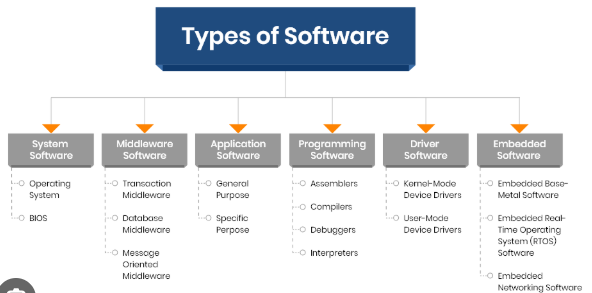 Types of Software
System
Software
Middleware
Software
Application
Software
Programming
Software
Driver
Software
Embedded
Software
Operating
System
BIOS
Transaction
Middleware
Database
Middleware
Message
Oriented
Middleware
General
Purpose
Specific
Perpose
Assemblers
Compilers
Debuggers
Interpreters
Kernel-Mode
Device Drivers
User-Mode
Device Drivers
Embedded Base-
Metal Software
Embedded Real-
Time Operating
System (RTOS)
Software
Embedded
Networking Software